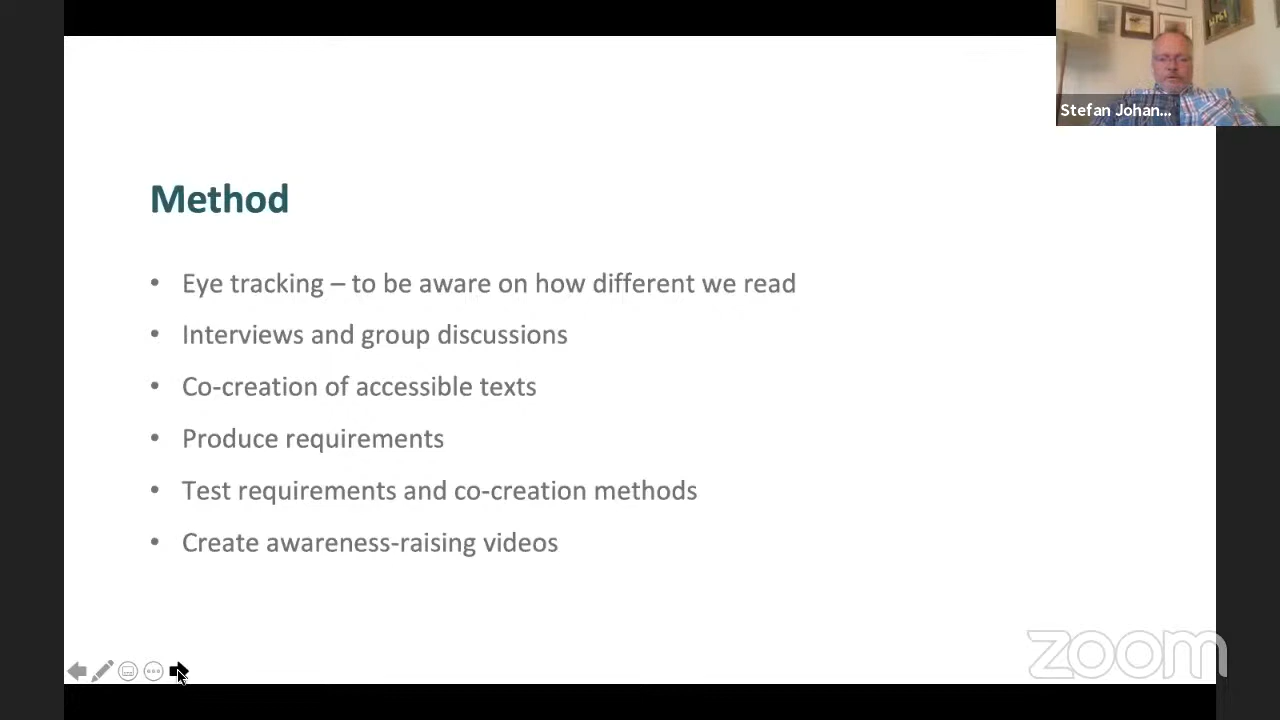 Stefan Johan...
Method
• Eye tracking – to be aware on how different we read
• Interviews and group discussions
• Co-creation of accessible texts
• Produce requirements
• Test requirements and co-creation methods
• Create awareness-raising videos
zoom